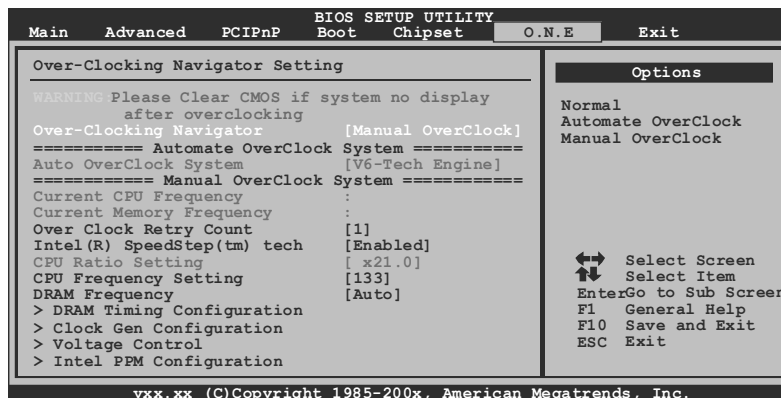 BIOS SETUP UTILITY
Main Advanced PCIPnP Boot Chipset O.N.E Exit
Over-Clocking Navigator Setting
WARNING:Please Clear CMOS if system no display
after overclocking
Over-Clocking Navigator [Manual OverClock]
=========== Automate OverClock System ===========
Auto OverClock System [V6-Tech Engine]
============ Manual OverClock System ============
Current CPU Frequency :
Current Memory Frequency :
Over Clock Retry Count [1]
Intel(R) SpeedStep(tm) tech [Enabled]
CPU Ratio Setting [ x21.0]
CPU Frequency Setting [133]
DRAM Frequency [Auto]
> DRAM Timing Configuration
> Clock Gen Configuration
> Voltage Control
> Intel PPM Configuration
Options
Normal
Automate OverClock
Manual OverClock
Select Screen
Select Item
EnterGo to Sub Screen
F1 General Help
F10 Save and Exit
ESC Exit
vxx.xx (C)Copyright 1985-200x, American Megatrends, Inc.